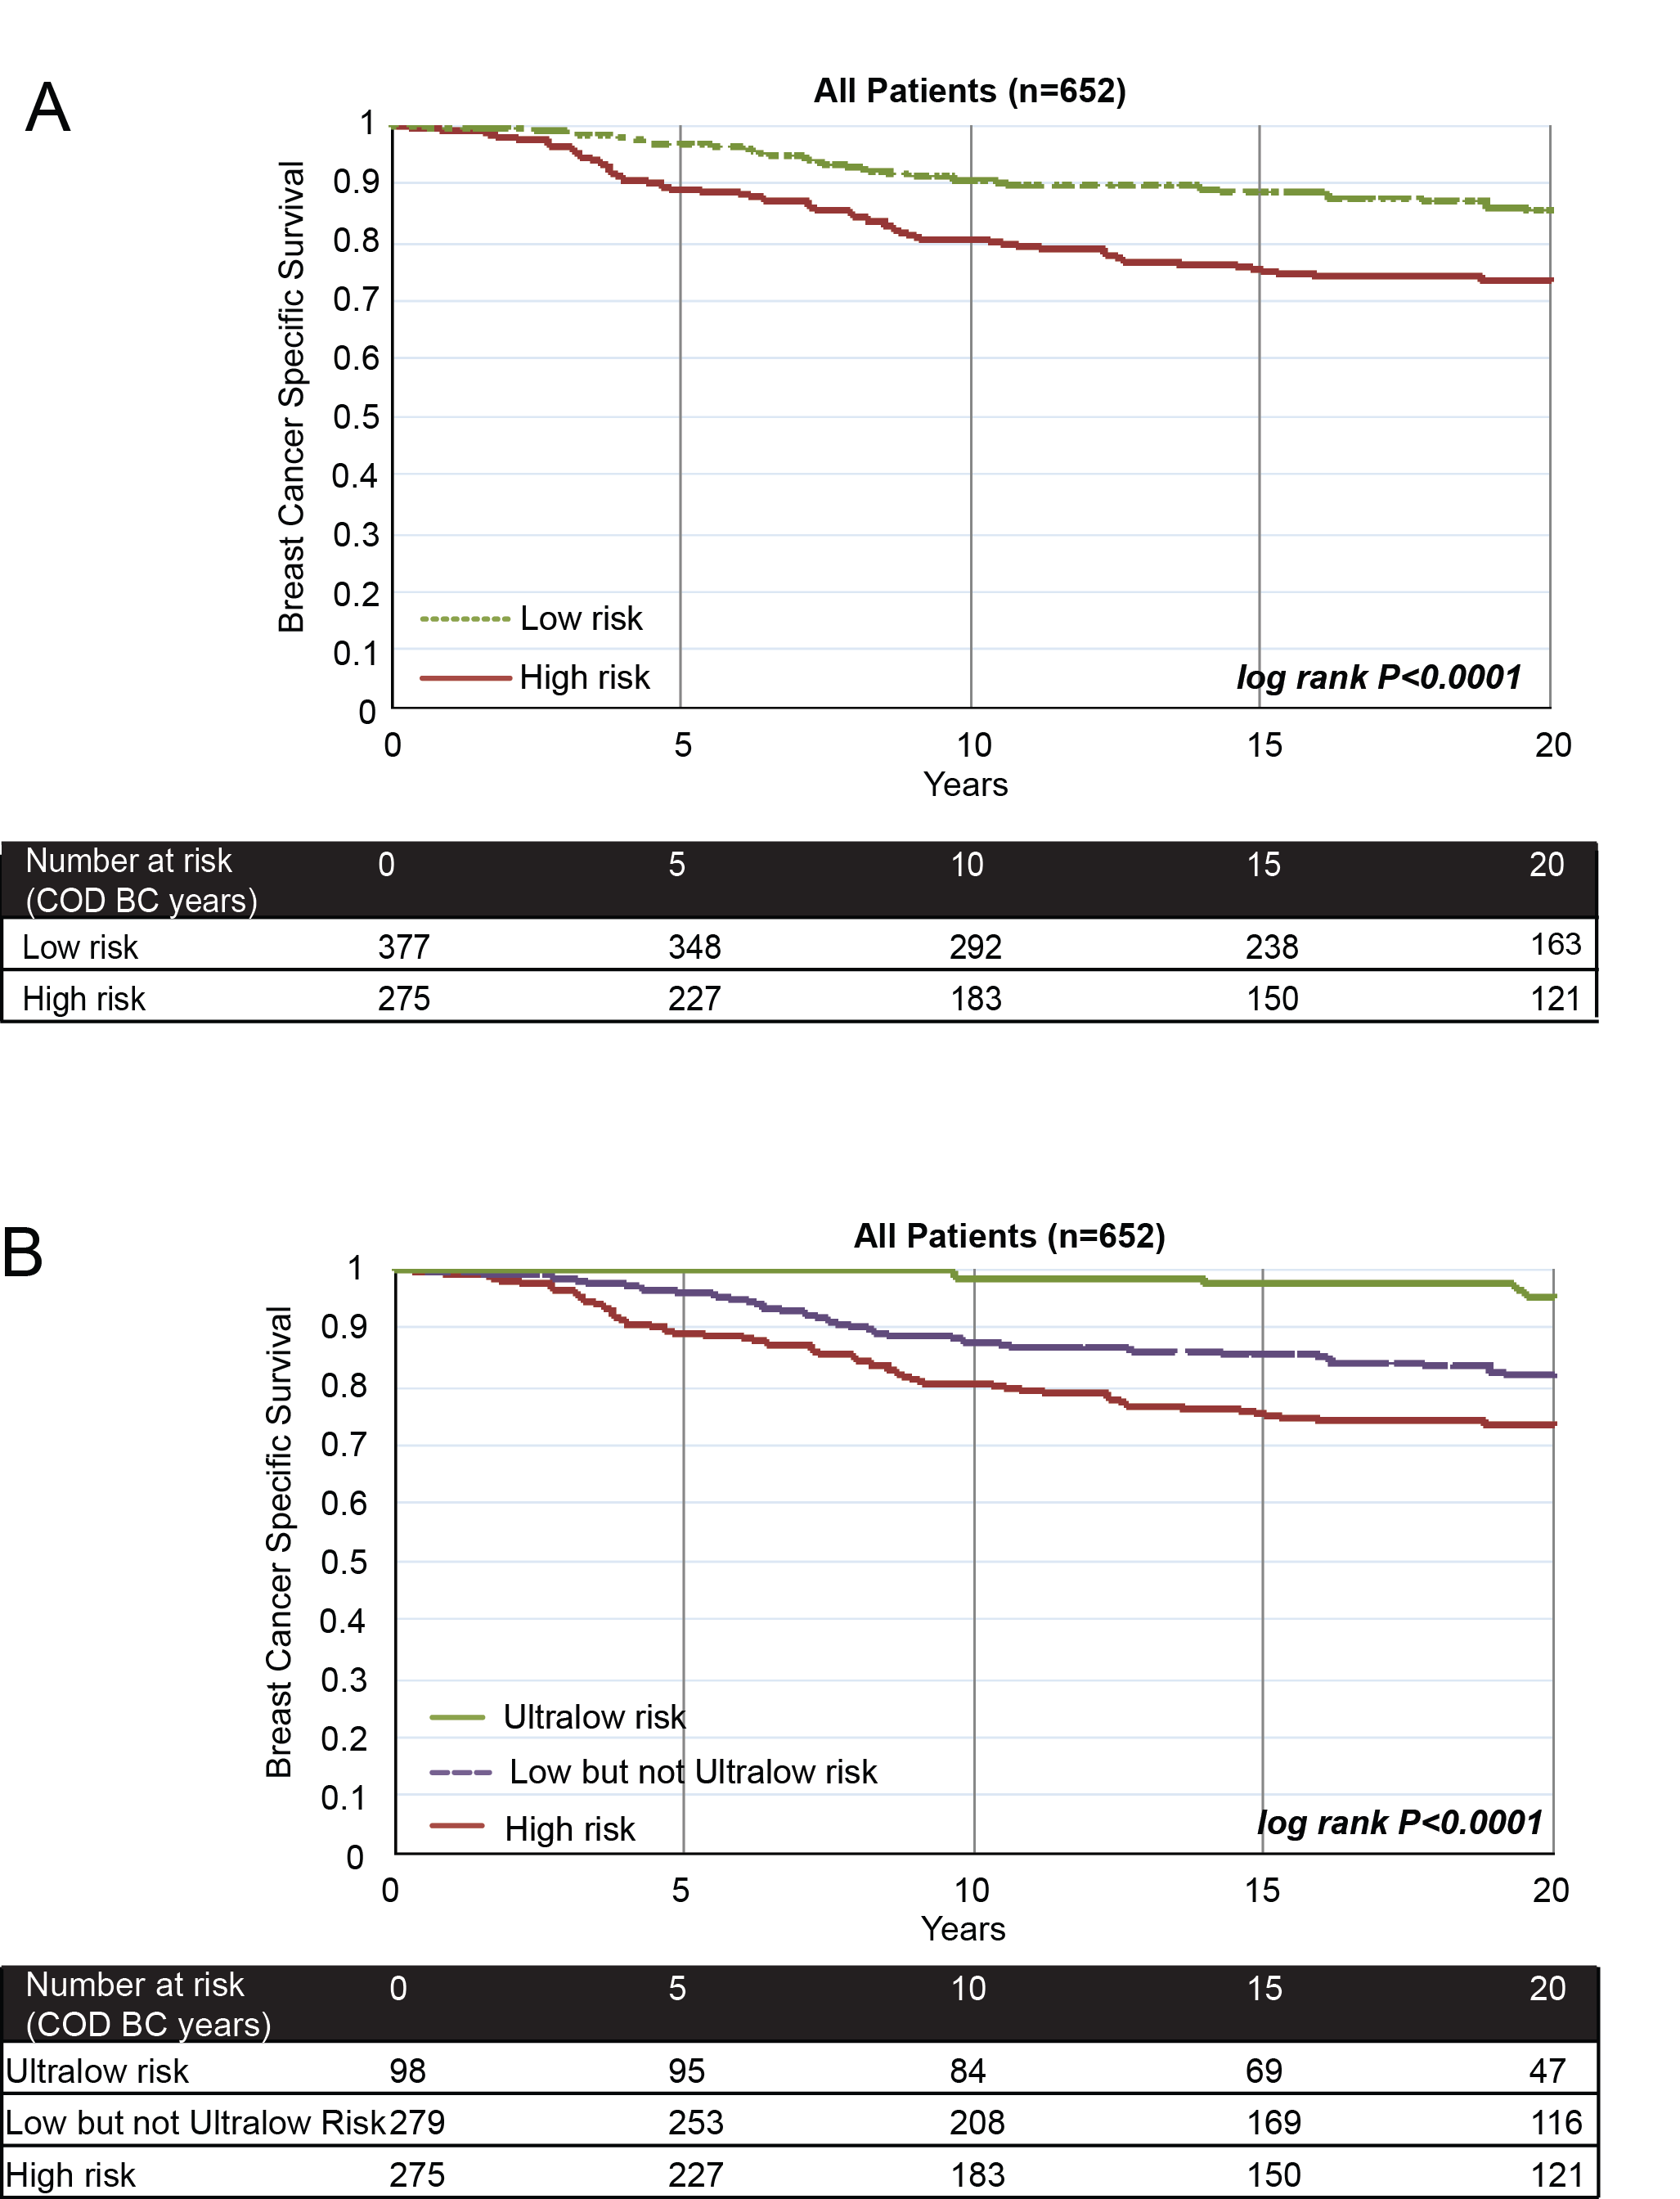 A
All Patients (n=652)
Breast Cancer Specific Survival
1
0.9
0.8
0.7
0.6
0.5
0.4
0.3
0.2
0.1
0
Low risk
High risk
log rank P<0.0001
0 5 10 15 20
Years
Number at risk 0 5 10 15 20
(COD BC years)
Low risk 377 348 292 238 163
High risk 275 227 183 150 121
B
All Patients (n=652)
Breast Cancer Specific Survival
1
0.9
0.8
0.7
0.6
0.5
0.4
0.3
0.2
0.1
0
Ultralow risk
Low but not Ultralow risk
High risk
log rank P<0.0001
0 5 10 15 20
Years
Number at risk 0 5 10 15 20
(COD BC years)
Ultralow risk 98 95 84 69 47
Low but not Ultralow Risk 279 253 208 169 116
High risk 275 227 183 150 121